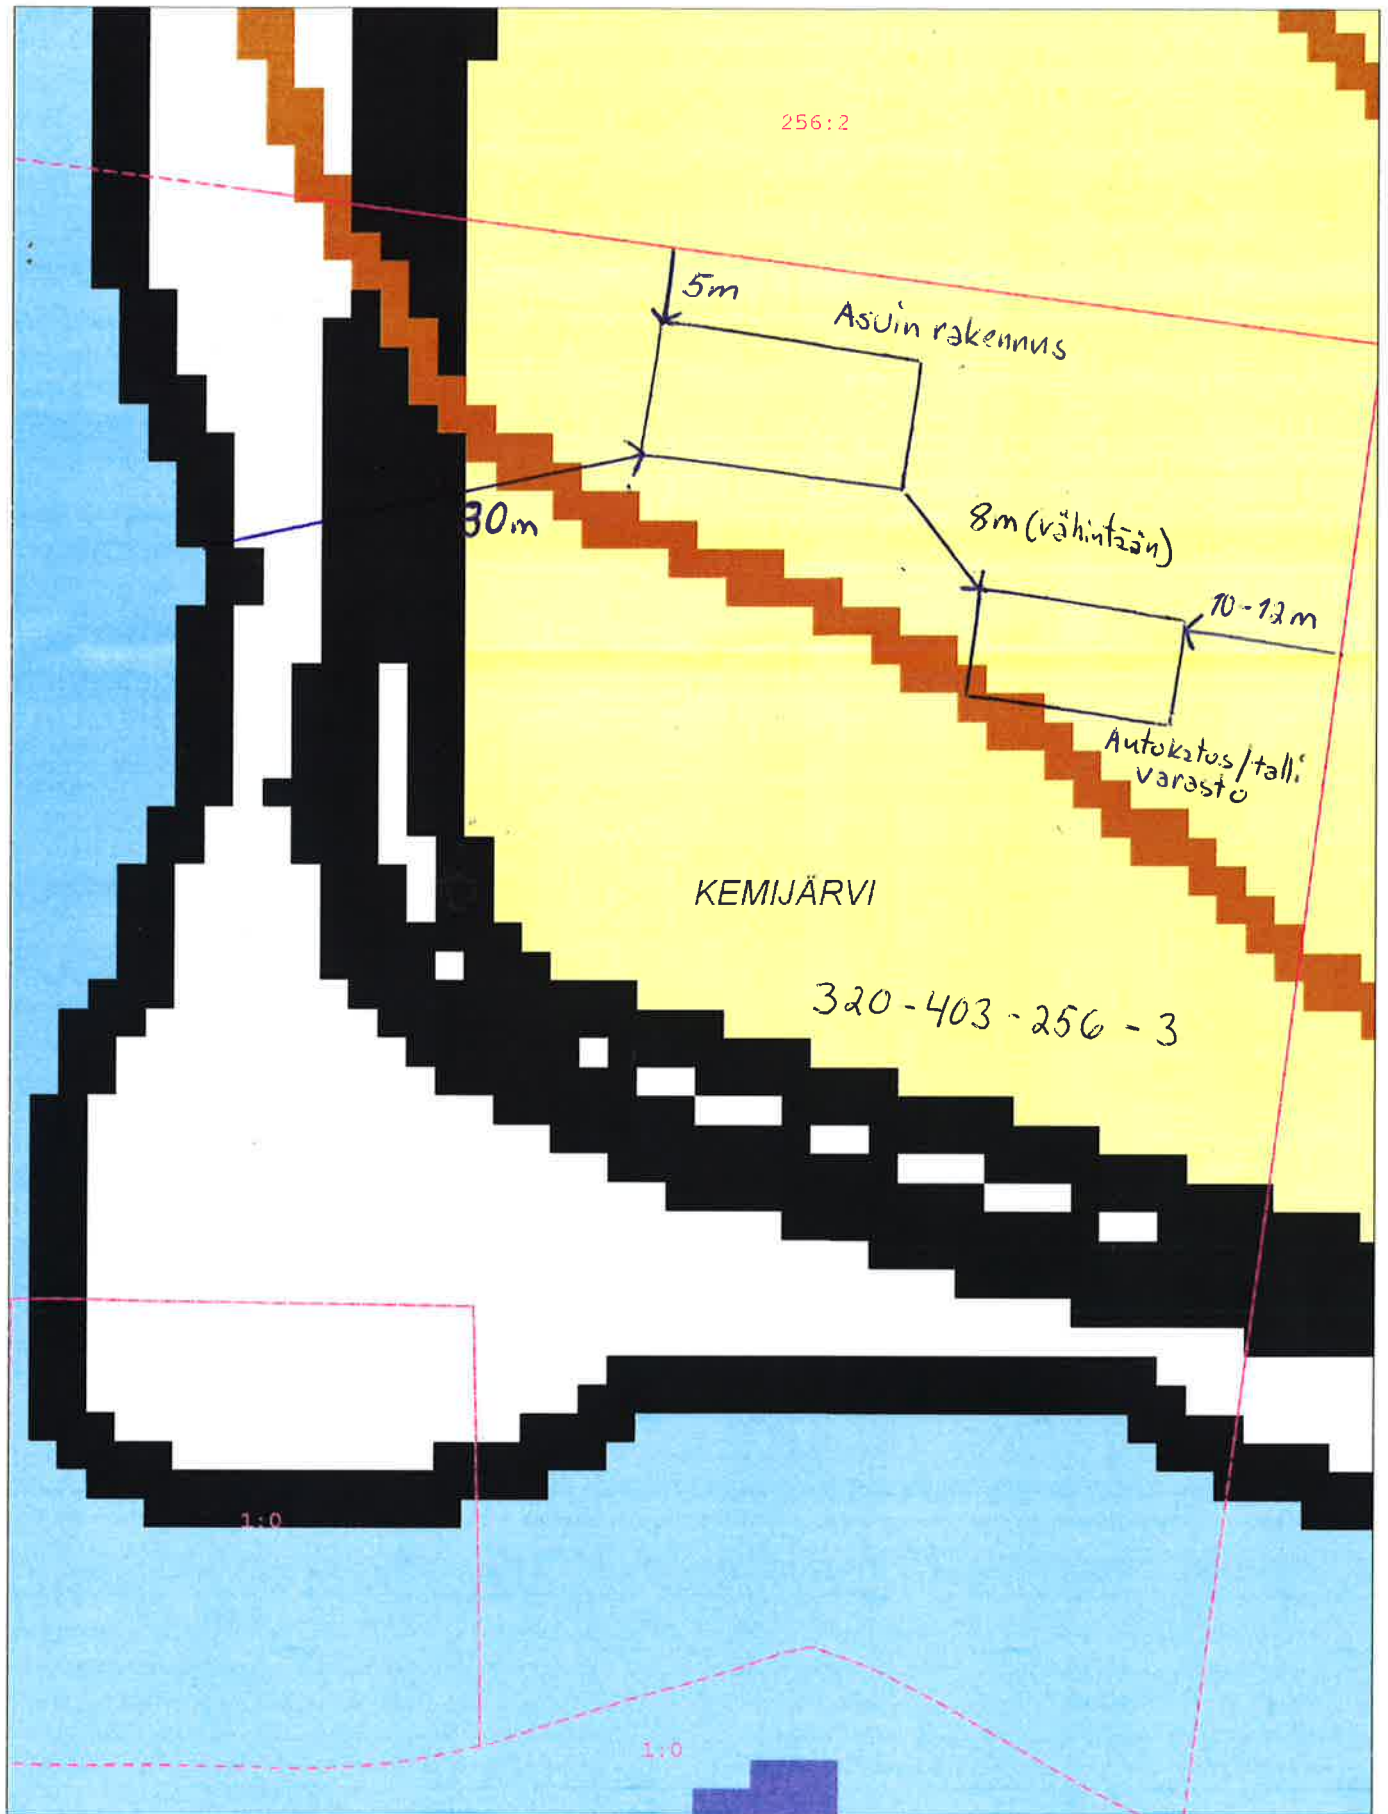 256:2
5m
Asuin rakennus
30m
8m (vähintään)
10-12m
Autokatos/talli
varasto
KEMIJÄRVI
320-403-256-3
1:0
1:0